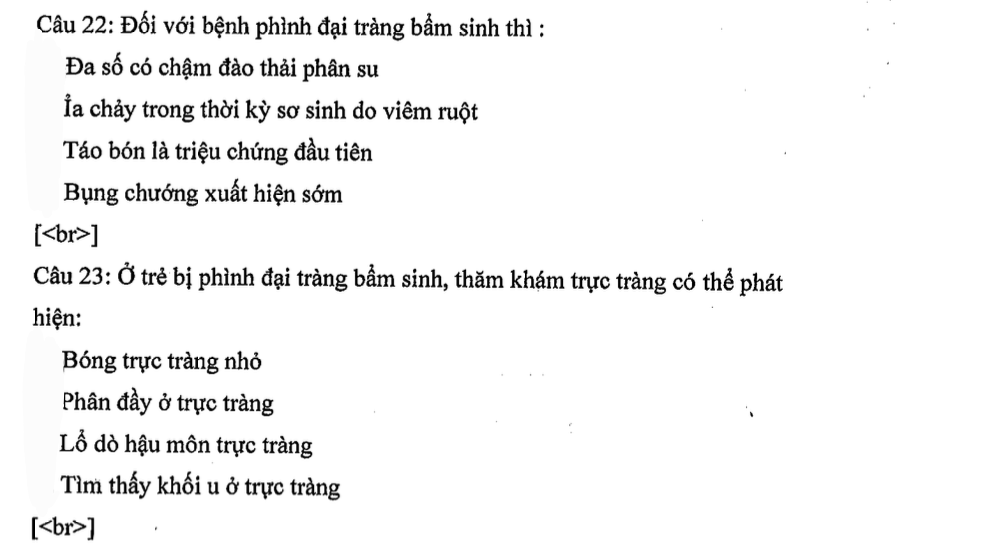 Câu 22: Đối với bệnh phình đại tràng bẩm sinh thì :
Đa số có chậm đào thải phân su
Ỉa chảy trong thời kỳ sơ sinh do viêm ruột
Táo bón là triệu chứng đầu tiên
Bụng chướng xuất hiện sớm
[<br>]
Câu 23: Ở trẻ bị phình đại tràng bẩm sinh, thăm khám trực tràng có thể phát
hiện:
Bóng trực tràng nhỏ
Phân đầy ở trực tràng
Lổ dò hậu môn trực tràng
Tìm thấy khối u ở trực tràng
[<br>]